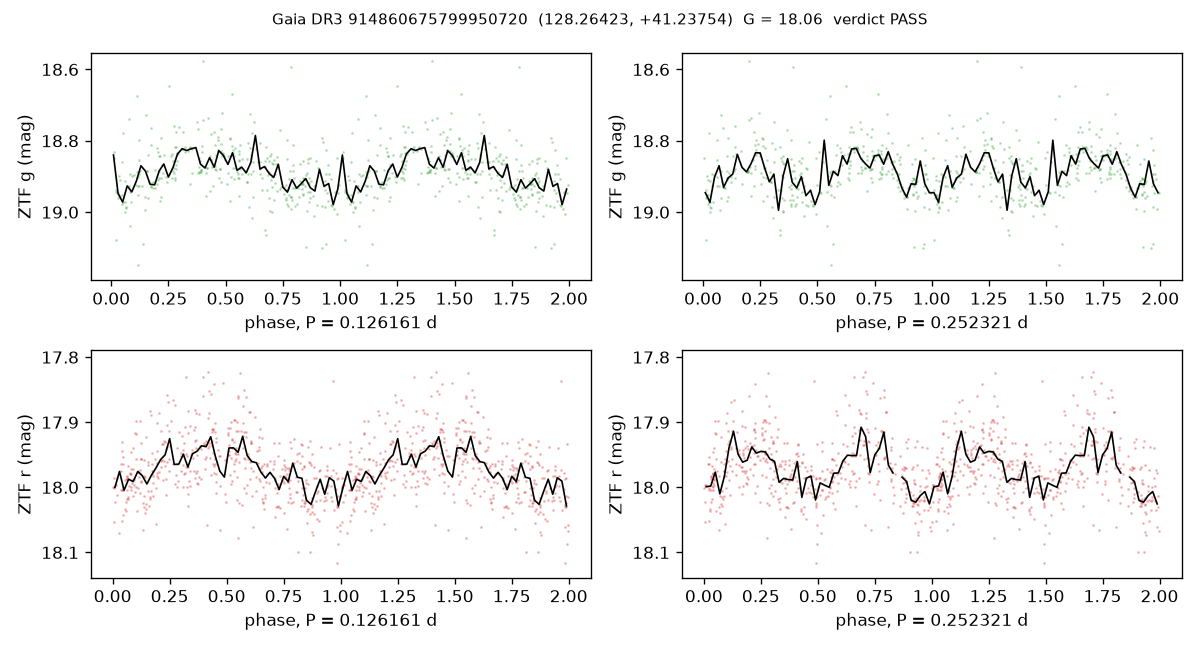 Gaia DR3 914860675799950720 (128.26423, +41.23754) G = 18.06 verdict PASS
ZTF g (mag)
18.6
18.8
19.0
0.00 0.25 0.50 0.75 1.00 1.25 1.50 1.75 2.00
phase, P = 0.126161 d
ZTF g (mag)
18.6
18.8
19.0
0.00 0.25 0.50 0.75 1.00 1.25 1.50 1.75 2.00
phase, P = 0.252321 d
ZTF r (mag)
17.8
17.9
18.0
18.1
0.00 0.25 0.50 0.75 1.00 1.25 1.50 1.75 2.00
phase, P = 0.126161 d
ZTF r (mag)
17.8
17.9
18.0
18.1
0.00 0.25 0.50 0.75 1.00 1.25 1.50 1.75 2.00
phase, P = 0.252321 d